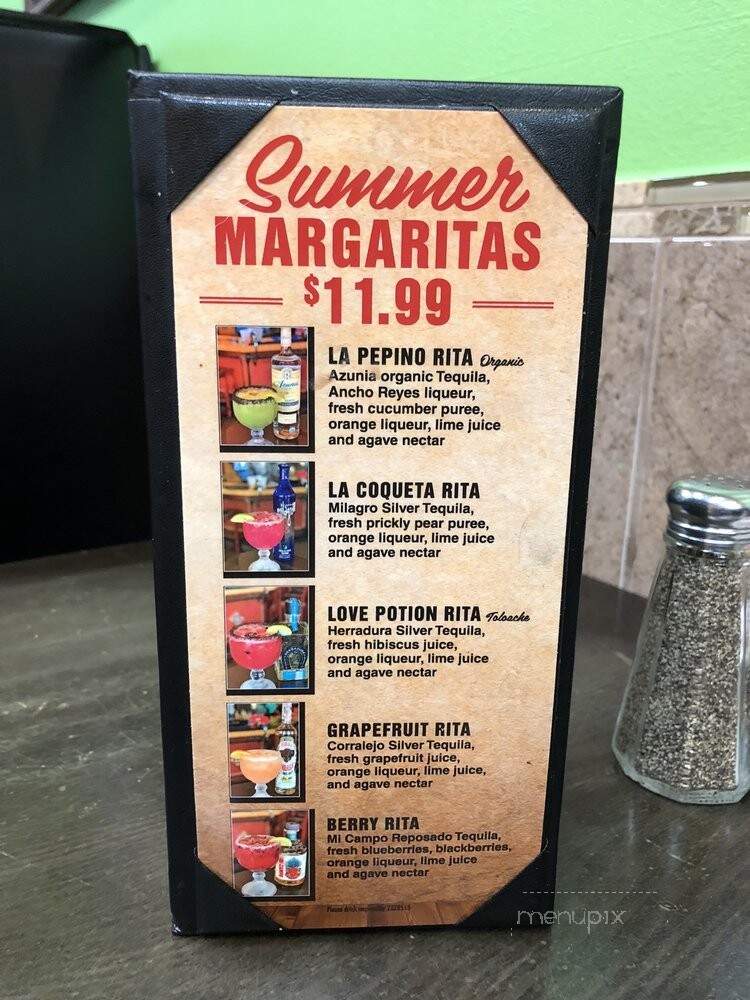 Summer
MARGARITAS
$11.99
LA PEPINO RITA Organic
Azunia organic Tequila,
Ancho Reyes liqueur,
fresh cucumber puree,
orange liqueur, lime juice
and agave nectar
LA COQUETA RITA
Milagro Silver Tequila,
fresh prickly pear puree,
orange liqueur, lime juice
and agave nectar
LOVE POTION RITA Toloache
Herradura Silver Tequila,
fresh hibiscus juice,
orange liqueur, lime juice
and agave nectar
GRAPEFRUIT RITA
Corralejo Silver Tequila,
fresh grapefruit juice,
orange liqueur, lime juice,
and agave nectar
BERRY RITA
Mi Campo Reposado Tequila,
fresh blueberries, blackberries,
orange liqueur, lime juice
and agave nectar
Please drink responsibly
menupix